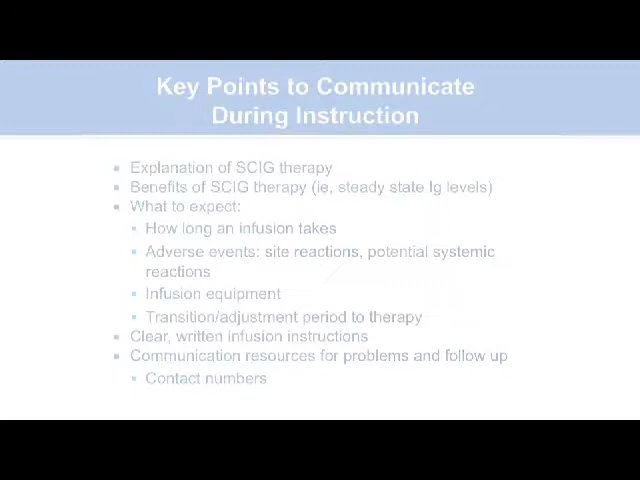 Key Points to Communicate
During Instruction
Explanation of SCIG therapy
Benefits of SCIG therapy (ie, steady state Ig levels)
What to expect:
How long an infusion takes
Adverse events: site reactions, potential systemic
reactions
Infusion equipment
Transition/adjustment period to therapy
Clear, written infusion instructions
Communication resources for problems and follow up
Contact numbers